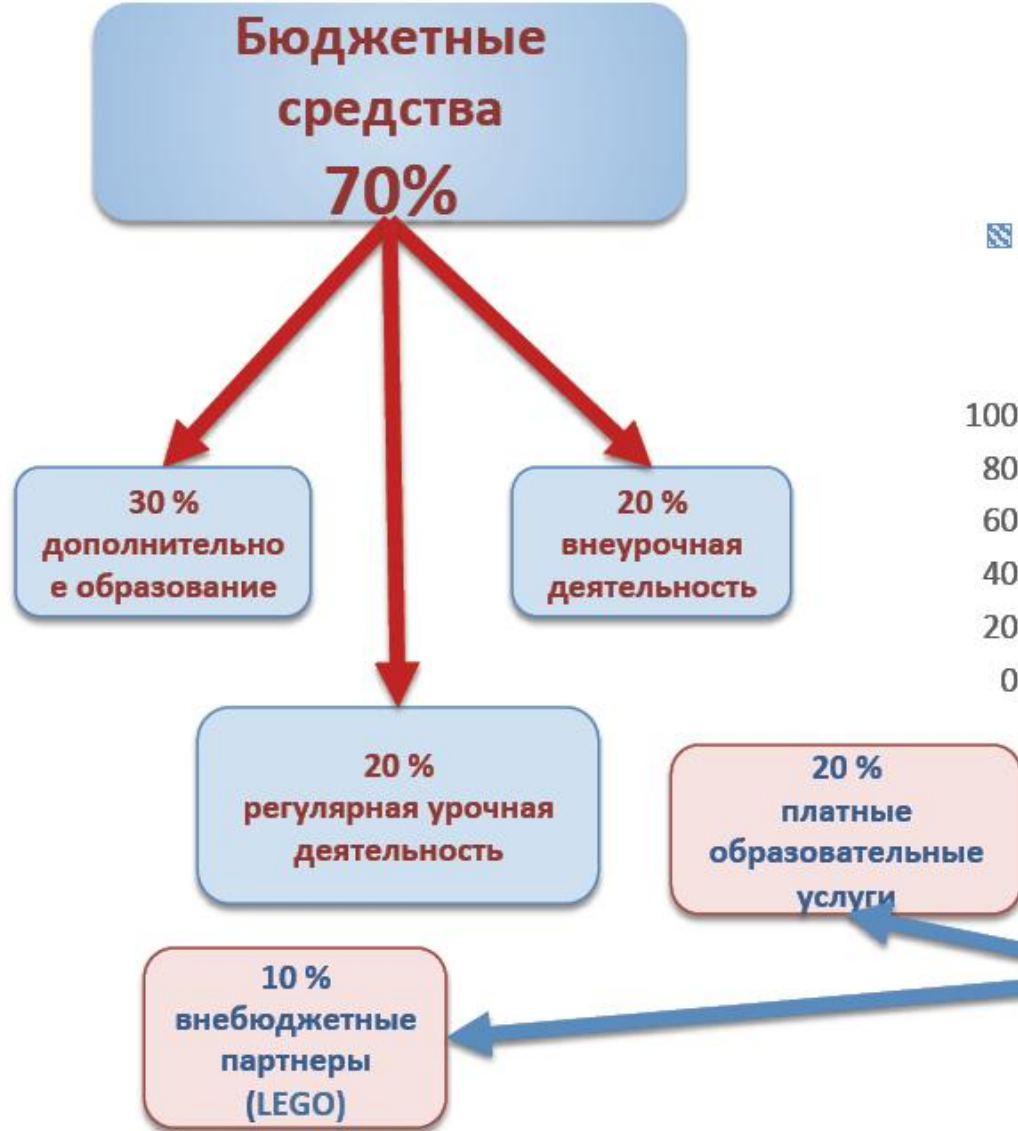 Бюджетные
средства
70%
30 %
дополнительно
е образование
20 %
внеурочная
деятельность
100
80
60
40
20
0
20 %
регулярная урочная
деятельность
20 %
платные
образовательные
услуги
10 %
внебюджетные
партнеры
(LEGO)